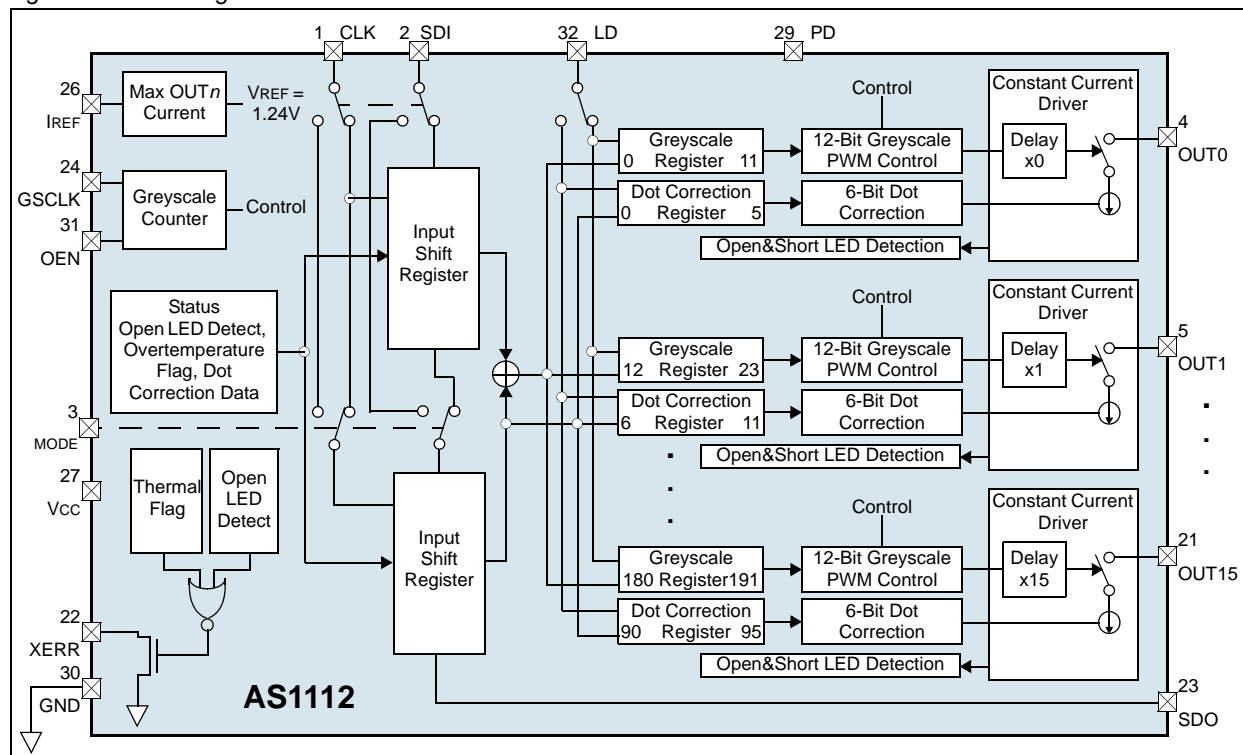 1 CLK
2 SDI
32 LD
29 PD
26
IREF
Max OUTn
Current
VREF =
1.24V
24
GSCLK
31
OEN
Greyscale
Counter
Control
Status
Open LED Detect,
Overtemperature
Flag, Dot
Correction Data
3
MODE
27
VCC
Thermal
Flag
Open
LED
Detect
22
XERR
30
GND
AS1112
Input
Shift
Register
Input
Shift
Register
Control
Greyscale
0 Register 11
12-Bit Greyscale
PWM Control
Dot Correction
0 Register 5
6-Bit Dot
Correction
Open&Short LED Detection
Constant Current
Driver
Delay
x0
4
OUT0
Control
Greyscale
12 Register 23
12-Bit Greyscale
PWM Control
Dot Correction
6 Register 11
6-Bit Dot
Correction
Open&Short LED Detection
Constant Current
Driver
Delay
x1
5
OUT1
Control
Greyscale
180 Register191
12-Bit Greyscale
PWM Control
Dot Correction
90 Register 95
6-Bit Dot
Correction
Open&Short LED Detection
Constant Current
Driver
Delay
x15
21
OUT15
23
SDO